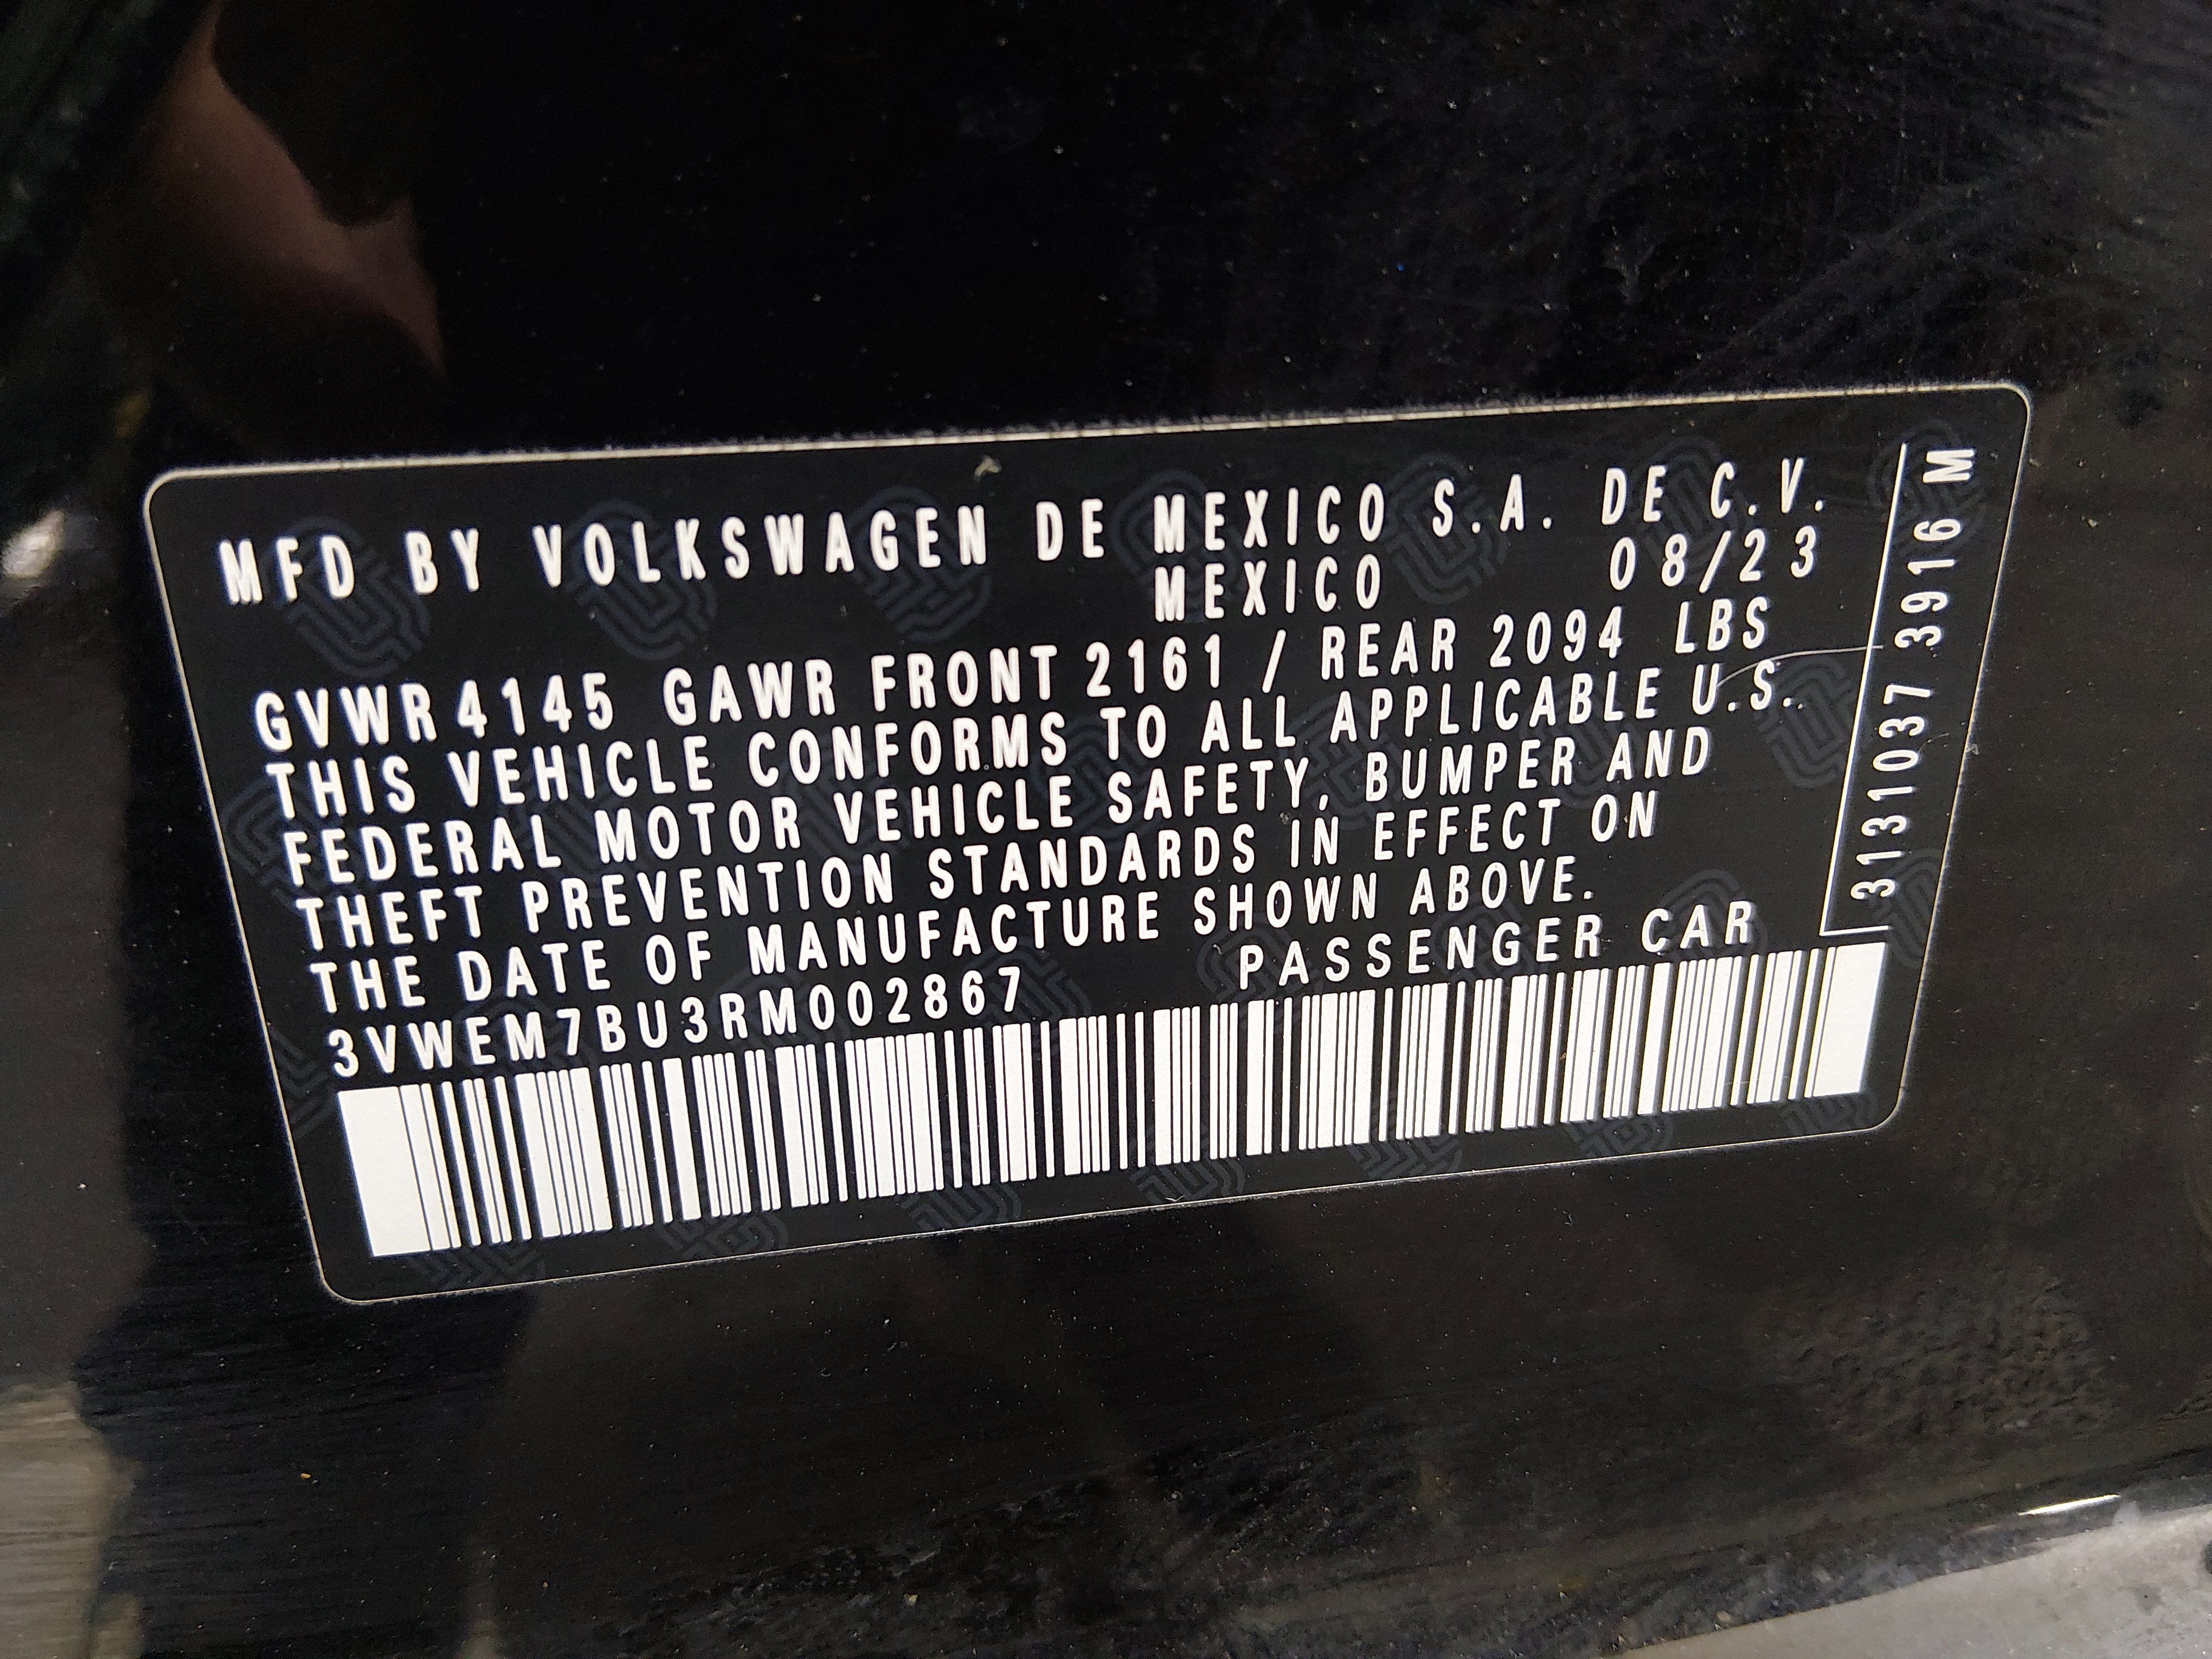 MFD BY VOLKSWAGEN DE MEXICO S.A. DE C.V.
MEXICO 08/23
GVWR 4145 GAWR FRONT 2161 / REAR 2094 LBS
THIS VEHICLE CONFORMS TO ALL APPLICABLE U.S.
FEDERAL MOTOR VEHICLE SAFETY, BUMPER AND
THEFT PREVENTION STANDARDS IN EFFECT ON
THE DATE OF MANUFACTURE SHOWN ABOVE.
3VWEM7BU3RM002867 PASSENGER CAR
3131037 3916 M